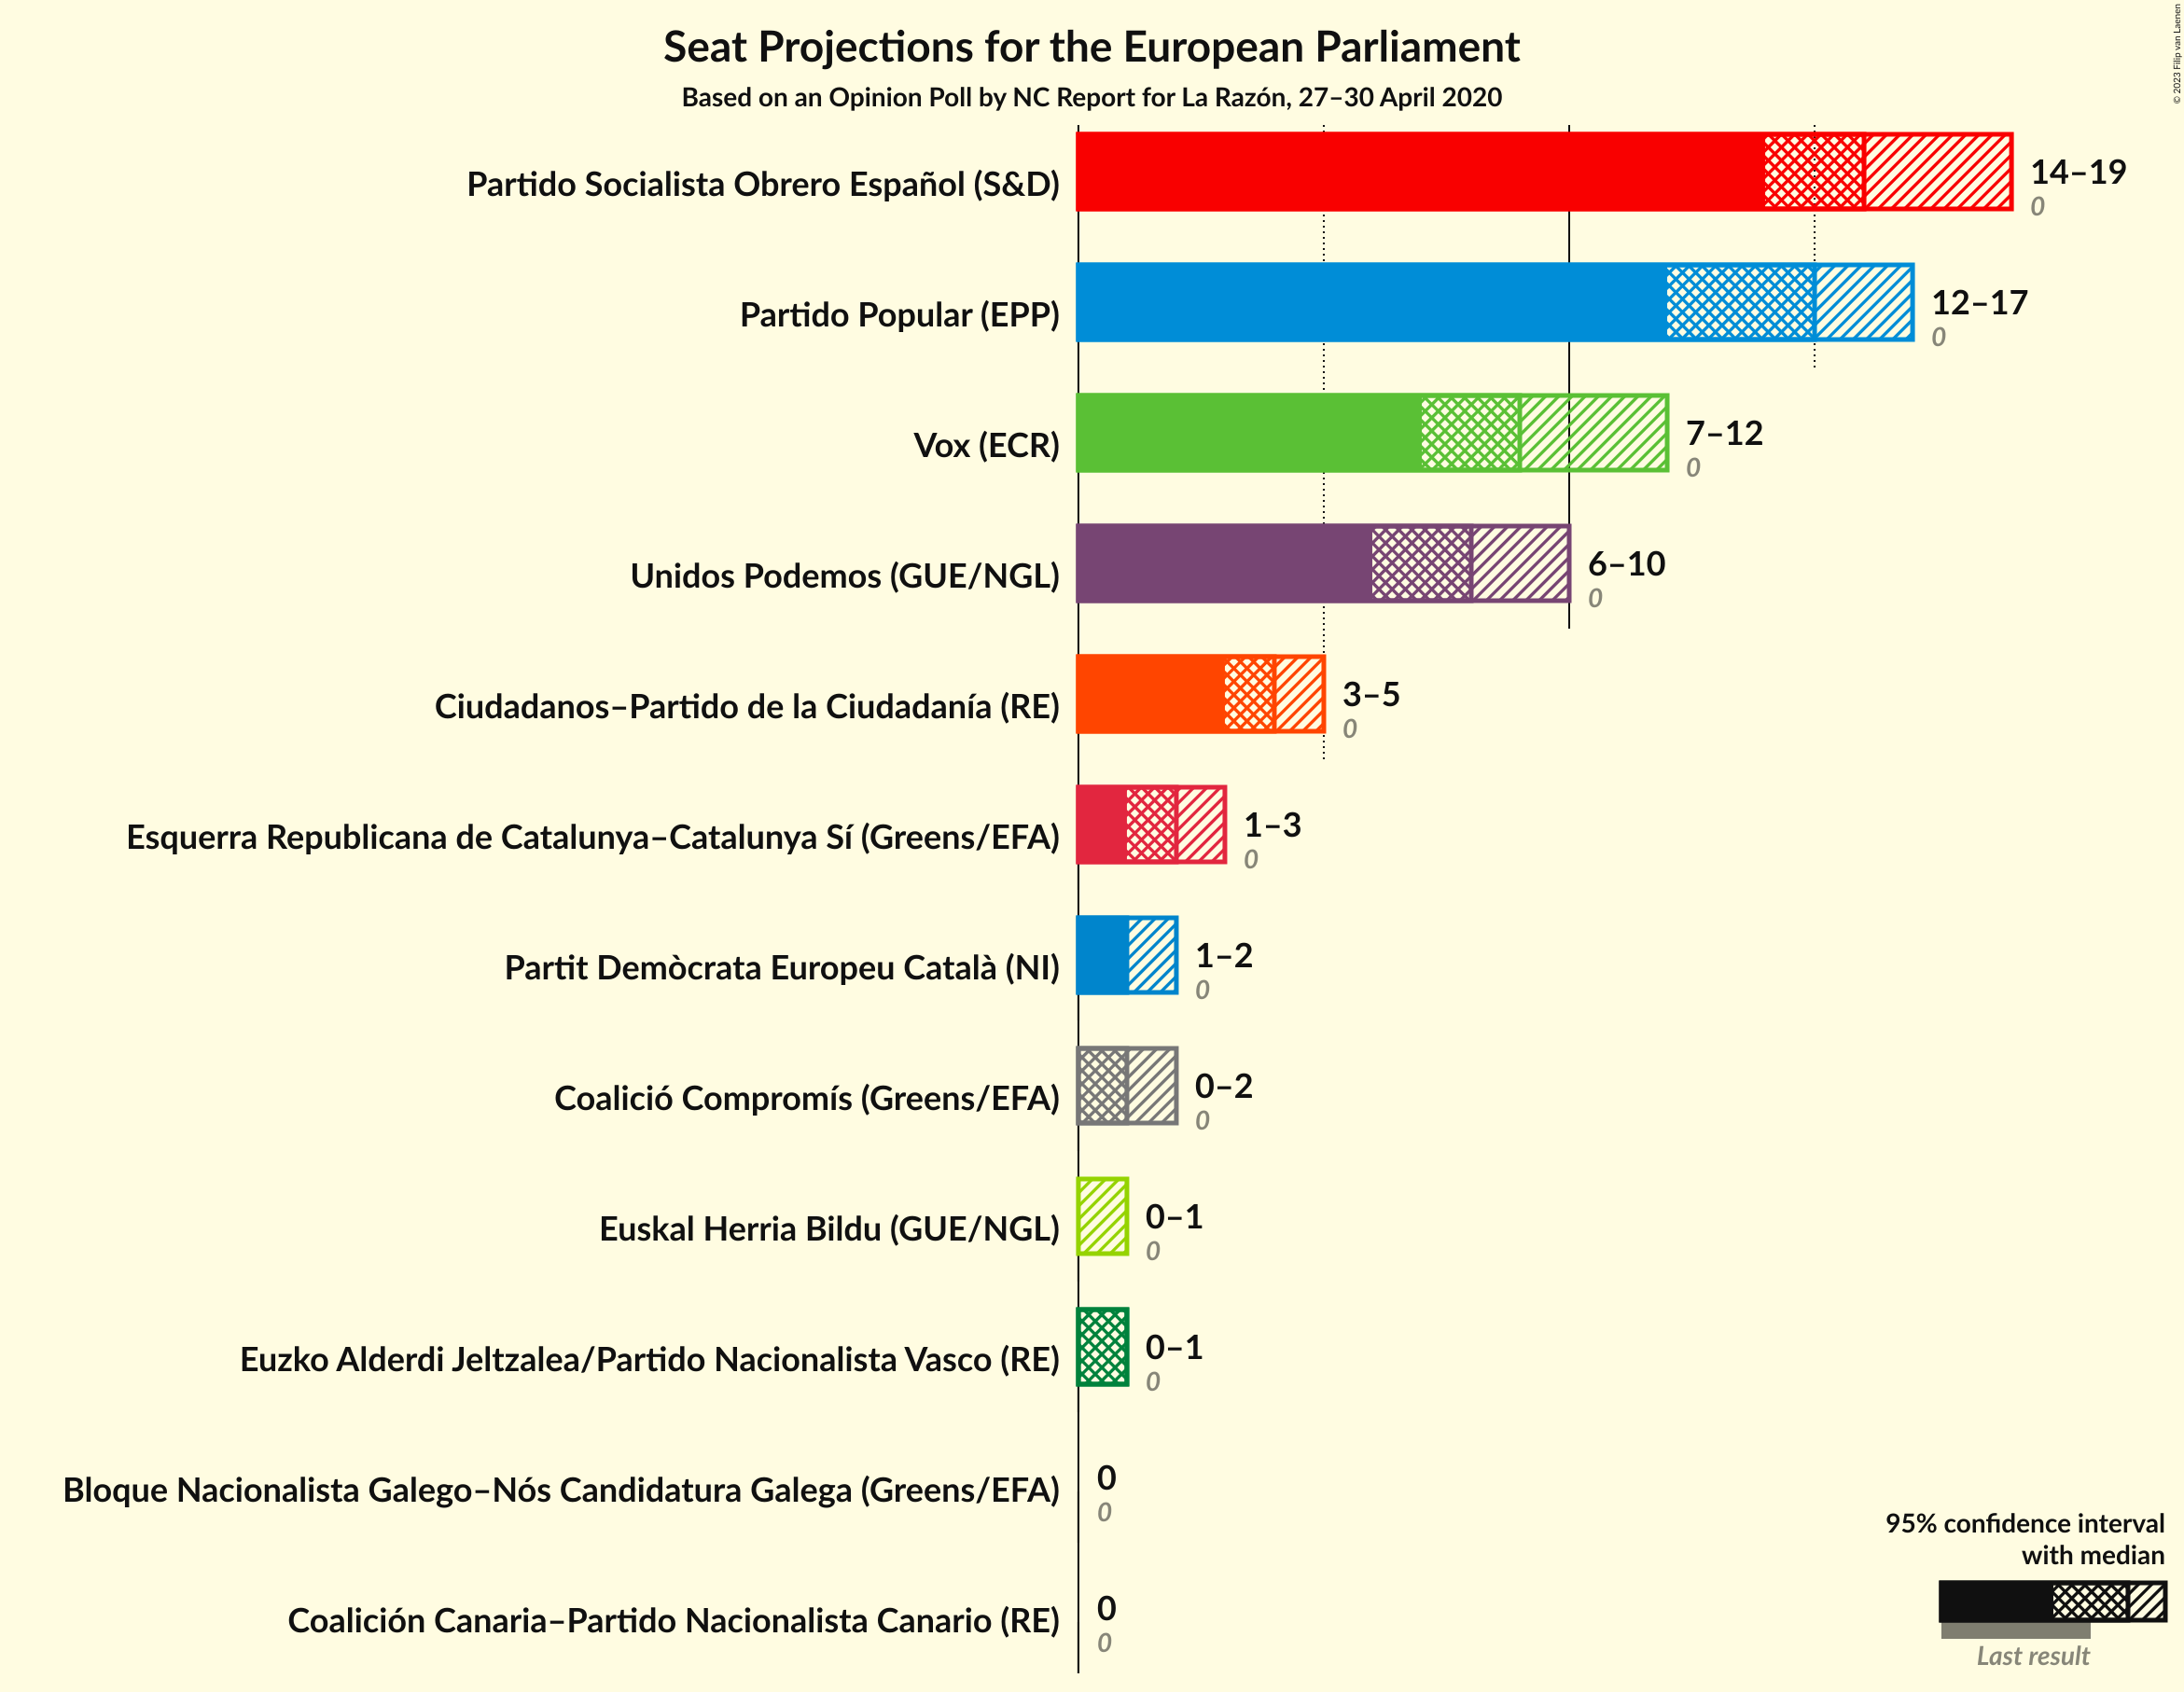 Seat Projections for the European Parliament
Based on an Opinion Poll by NC Report for La Razón, 27–30 April 2020
© 2023 Filip van Laenen
Partido Socialista Obrero Español (S&D)
14–19
0
Partido Popular (EPP)
12–17
0
Vox (ECR)
7–12
0
Unidos Podemos (GUE/NGL)
6–10
0
Ciudadanos–Partido de la Ciudadanía (RE)
3–5
0
Esquerra Republicana de Catalunya–Catalunya Sí (Greens/EFA)
1–3
0
Partit Demòcrata Europeu Català (NI)
1–2
0
Coalició Compromís (Greens/EFA)
0–2
0
Euskal Herria Bildu (GUE/NGL)
0–1
0
Euzko Alderdi Jeltzalea/Partido Nacionalista Vasco (RE)
0–1
0
Bloque Nacionalista Galego–Nós Candidatura Galega (Greens/EFA)
0
0
Coalición Canaria–Partido Nacionalista Canario (RE)
0
0
95% confidence interval
with median
Last result